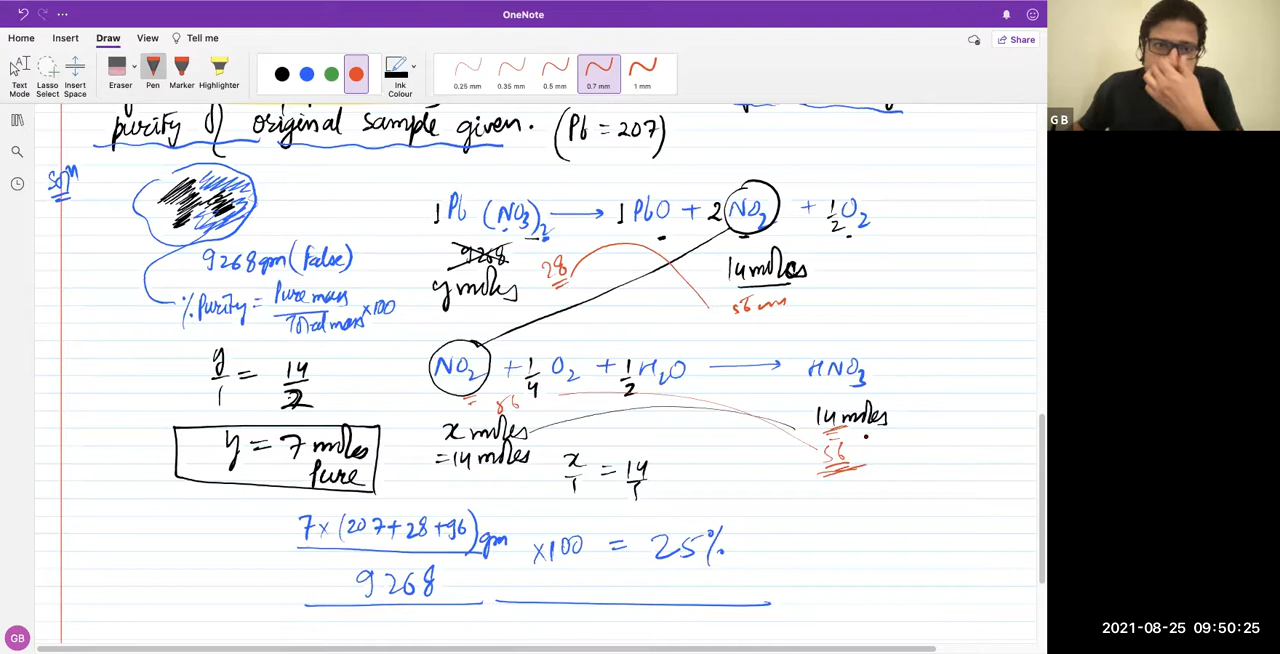 OneNote
Home Insert Draw View Tell me
Share
Text Mode
Lasso Select
Insert Space
Eraser
Pen
Marker
Highlighter
Ink Colour
0.25 mm 0.35 mm 0.5 mm 0.7 mm 1 mm
GB
purity of original sample given. (Pb = 207)
Solⁿ
1 Pb (NO₃)₂ → 1 PbO + 2 NO₂ + 1/2 O₂
9268 gm (False)
9268
28
14 moles
y moles
% Purity = Pure mass / Total mass × 100
y/1 = 14/2
NO₂ + 1/4 O₂ + 1/2 H₂O → HNO₃
56
14 moles
x moles
= 14 moles
56
x/1 = 14/1
y = 7 moles
Pure
7 × (207 + 28 + 96) gm / 9268 × 100 = 25%
GB
2021-08-25 09:50:25